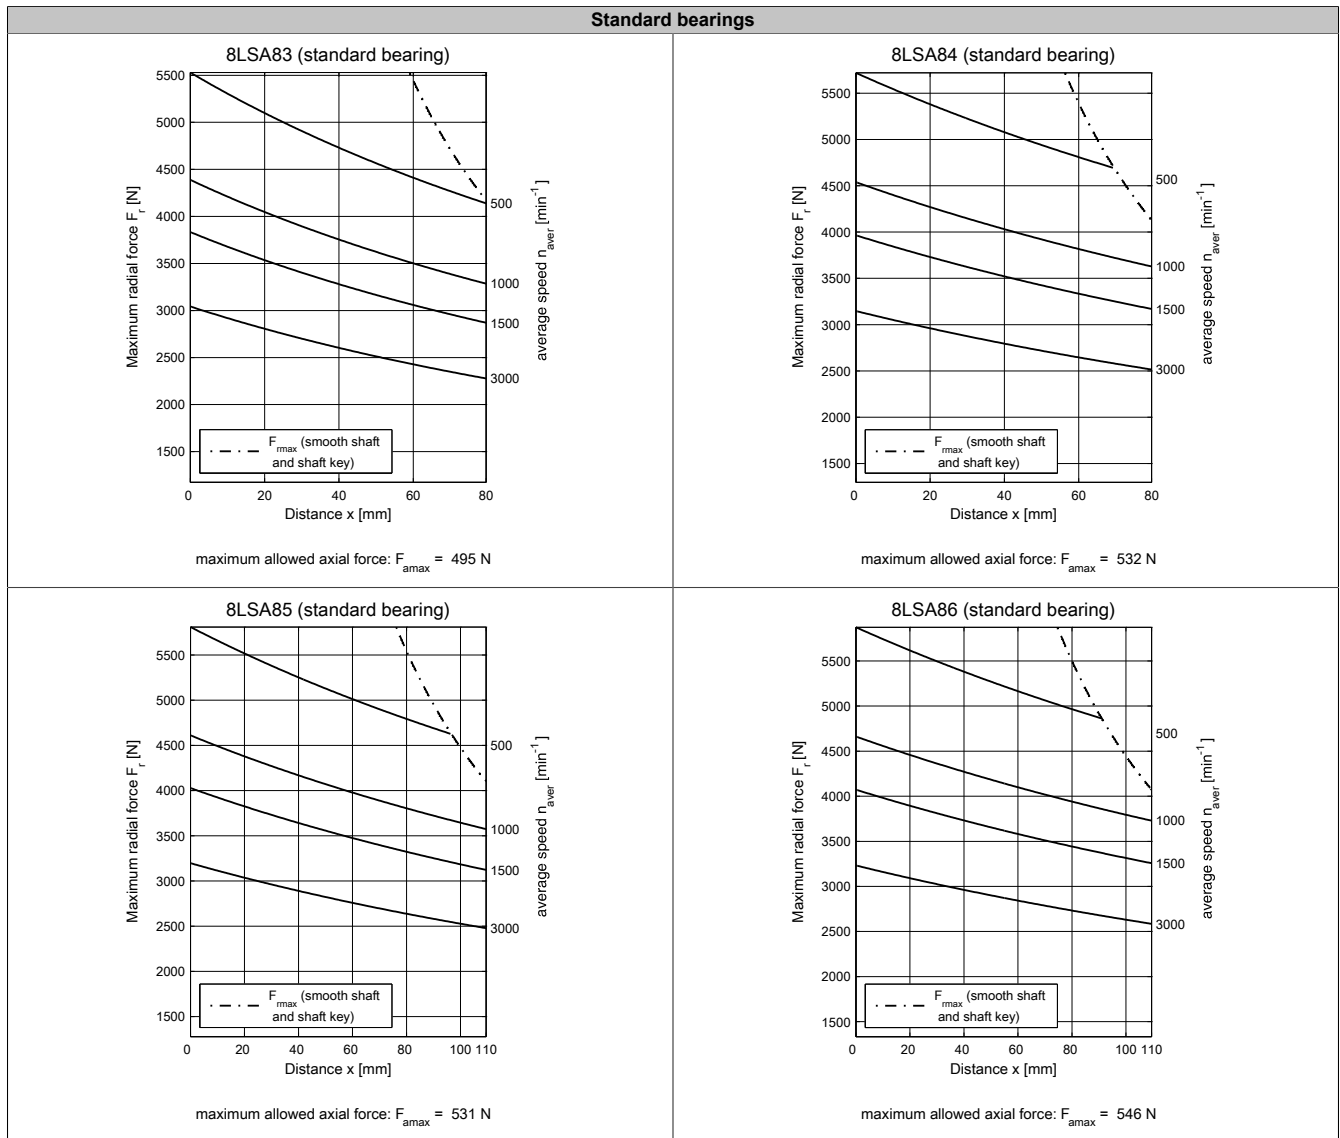 Standard bearings
8LSA83 (standard bearing)
5500
5000
4500
4000
3500
3000
2500
2000
1500
Maximum radial force F_r [N]
500
1000
1500
3000
average speed n_aver [min^-1]
F_rmax (smooth shaft
and shaft key)
0 20 40 60 80
Distance x [mm]
maximum allowed axial force: F_amax = 495 N
8LSA84 (standard bearing)
5500
5000
4500
4000
3500
3000
2500
2000
1500
Maximum radial force F_r [N]
500
1000
1500
3000
average speed n_aver [min^-1]
F_rmax (smooth shaft
and shaft key)
0 20 40 60 80
Distance x [mm]
maximum allowed axial force: F_amax = 532 N
8LSA85 (standard bearing)
5500
5000
4500
4000
3500
3000
2500
2000
1500
Maximum radial force F_r [N]
500
1000
1500
3000
average speed n_aver [min^-1]
F_rmax (smooth shaft
and shaft key)
0 20 40 60 80 100 110
Distance x [mm]
maximum allowed axial force: F_amax = 531 N
8LSA86 (standard bearing)
5500
5000
4500
4000
3500
3000
2500
2000
1500
Maximum radial force F_r [N]
500
1000
1500
3000
average speed n_aver [min^-1]
F_rmax (smooth shaft
and shaft key)
0 20 40 60 80 100 110
Distance x [mm]
maximum allowed axial force: F_amax = 546 N